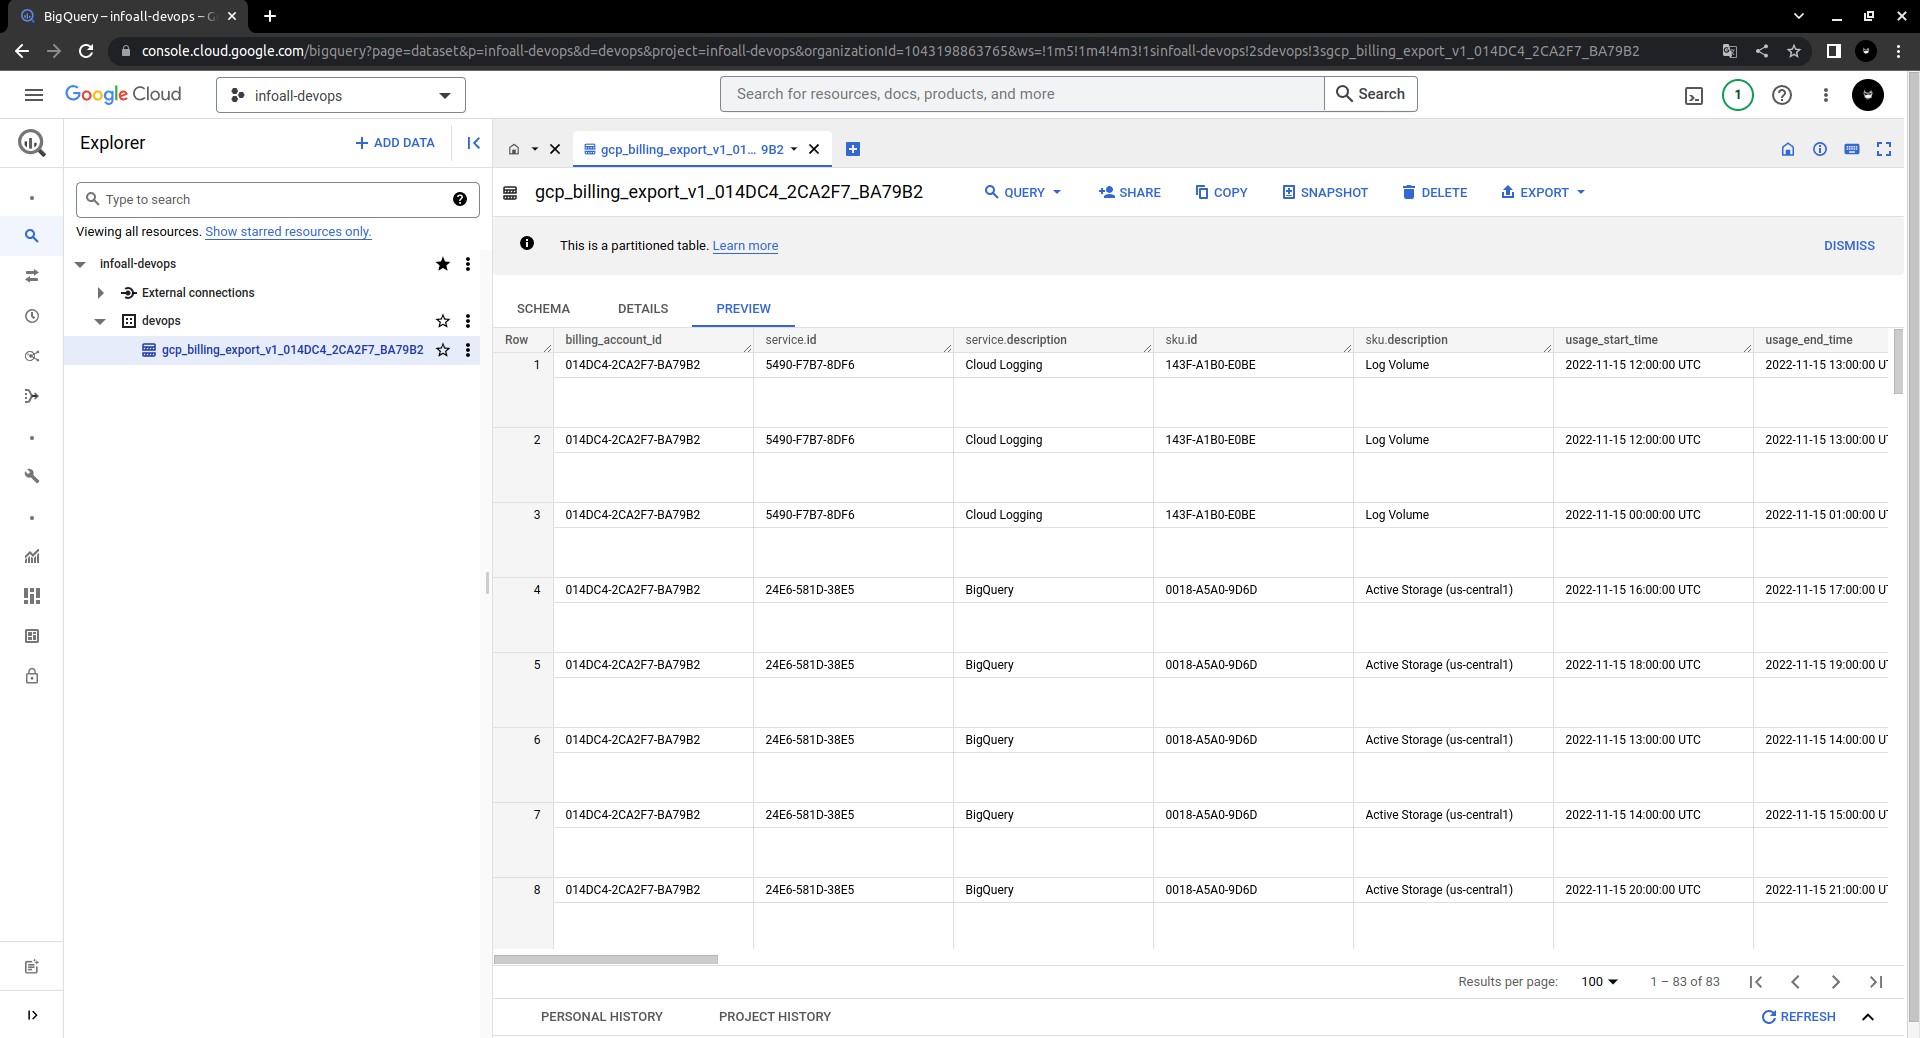 BigQuery – infoall-devops – G
console.cloud.google.com/bigquery?page=dataset&p=infoall-devops&d=devops&project=infoall-devops&organizationId=1043198863765&ws=!1m5!1m4!4m3!1sinfoall-devops!2sdevops!3sgcp_billing_export_v1_014DC4_2CA2F7_BA79B2
Google Cloud
infoall-devops
Search for resources, docs, products, and more
Search
1
Explorer
ADD DATA
Type to search
Viewing all resources. Show starred resources only.
infoall-devops
External connections
devops
gcp_billing_export_v1_014DC4_2CA2F7_BA79B2
gcp_billing_export_v1_01... 9B2
gcp_billing_export_v1_014DC4_2CA2F7_BA79B2
QUERY SHARE COPY SNAPSHOT DELETE EXPORT
This is a partitioned table. Learn more
DISMISS
SCHEMA DETAILS PREVIEW
Row billing_account_id service.id service.description sku.id sku.description usage_start_time usage_end_time
1 014DC4-2CA2F7-BA79B2 5490-F7B7-8DF6 Cloud Logging 143F-A1B0-E0BE Log Volume 2022-11-15 12:00:00 UTC 2022-11-15 13:00:00 UT
2 014DC4-2CA2F7-BA79B2 5490-F7B7-8DF6 Cloud Logging 143F-A1B0-E0BE Log Volume 2022-11-15 12:00:00 UTC 2022-11-15 13:00:00 UT
3 014DC4-2CA2F7-BA79B2 5490-F7B7-8DF6 Cloud Logging 143F-A1B0-E0BE Log Volume 2022-11-15 00:00:00 UTC 2022-11-15 01:00:00 UT
4 014DC4-2CA2F7-BA79B2 24E6-581D-38E5 BigQuery 0018-A5A0-9D6D Active Storage (us-central1) 2022-11-15 16:00:00 UTC 2022-11-15 17:00:00 UT
5 014DC4-2CA2F7-BA79B2 24E6-581D-38E5 BigQuery 0018-A5A0-9D6D Active Storage (us-central1) 2022-11-15 18:00:00 UTC 2022-11-15 19:00:00 UT
6 014DC4-2CA2F7-BA79B2 24E6-581D-38E5 BigQuery 0018-A5A0-9D6D Active Storage (us-central1) 2022-11-15 13:00:00 UTC 2022-11-15 14:00:00 UT
7 014DC4-2CA2F7-BA79B2 24E6-581D-38E5 BigQuery 0018-A5A0-9D6D Active Storage (us-central1) 2022-11-15 14:00:00 UTC 2022-11-15 15:00:00 UT
8 014DC4-2CA2F7-BA79B2 24E6-581D-38E5 BigQuery 0018-A5A0-9D6D Active Storage (us-central1) 2022-11-15 20:00:00 UTC 2022-11-15 21:00:00 UT
Results per page: 100 1 – 83 of 83
PERSONAL HISTORY PROJECT HISTORY
REFRESH